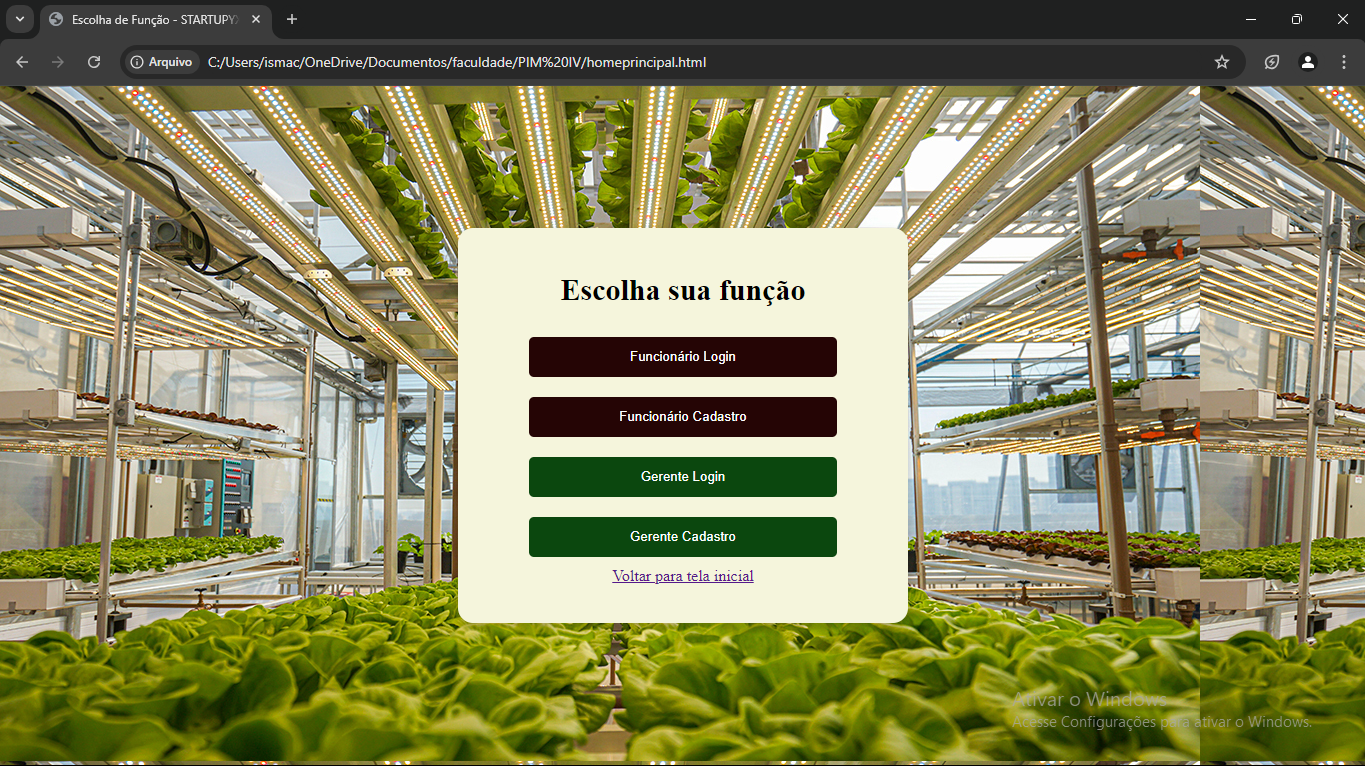 Escolha de Função - STARTUPY
Arquivo
C:/Users/ismac/OneDrive/Documentos/faculdade/PIM%20IV/homeprincipal.html
Escolha sua função
Funcionário Login
Funcionário Cadastro
Gerente Login
Gerente Cadastro
Voltar para tela inicial
Ativar o Windows
Acesse Configurações para ativar o Windows.